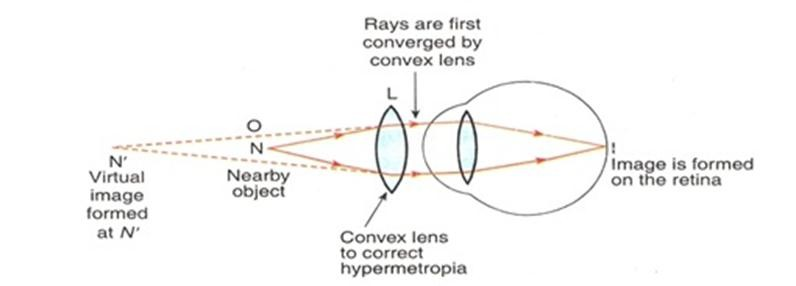 Rays are first
converged by
convex lens
L
O
N
N'
Virtual
image
formed
at N'
Nearby
object
I
Image is formed
on the retina
Convex lens
to correct
hypermetropia